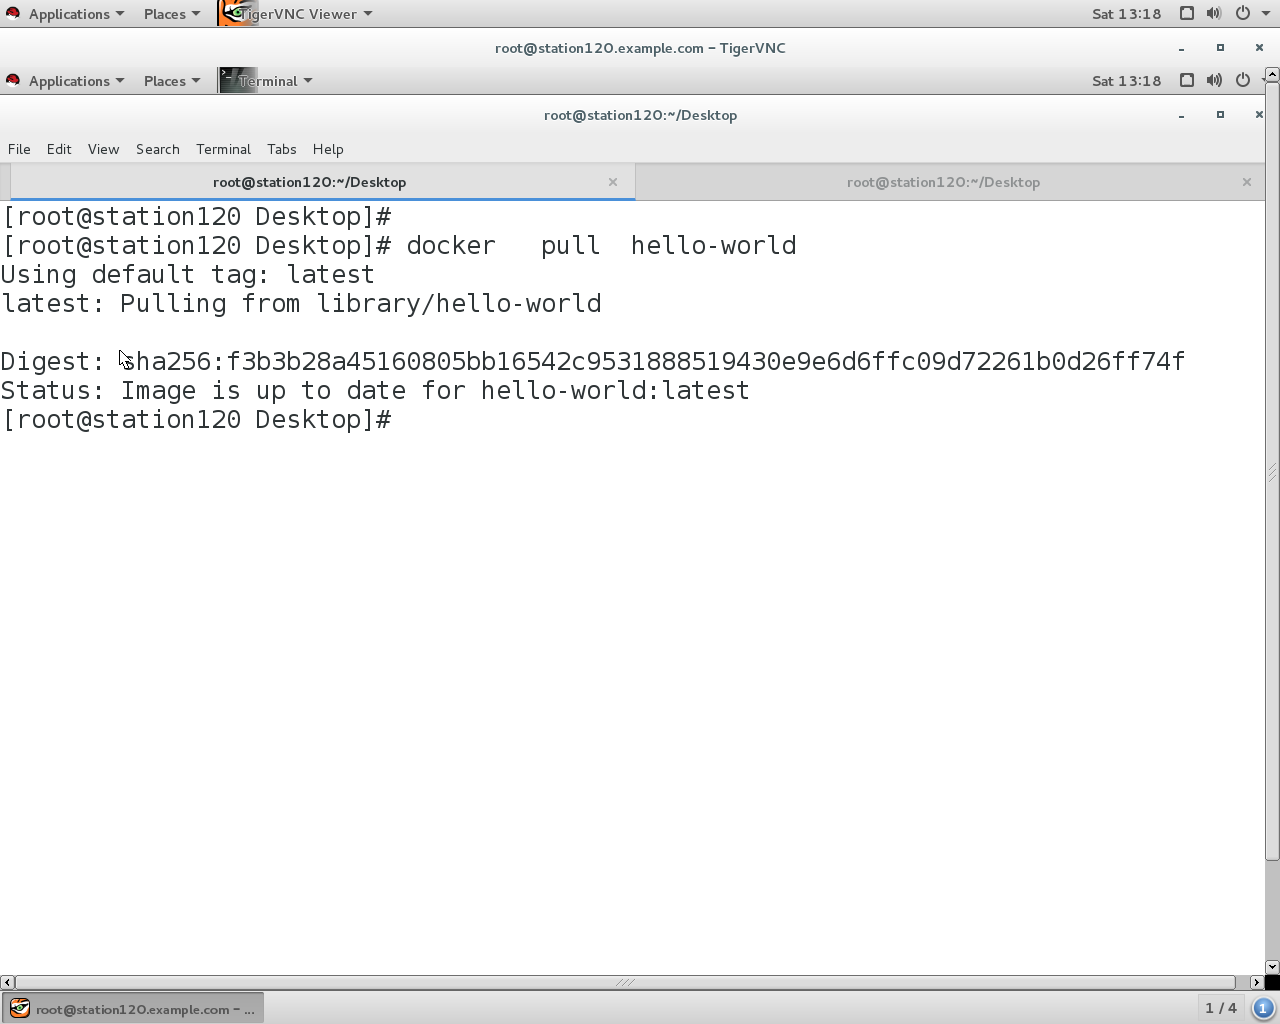 Applications Places TigerVNC Viewer Sat 13:18
root@station120.example.com - TigerVNC
Applications Places Terminal Sat 13:18
root@station120:~/Desktop
File Edit View Search Terminal Tabs Help
root@station120:~/Desktop root@station120:~/Desktop
[root@station120 Desktop]#
[root@station120 Desktop]# docker   pull  hello-world
Using default tag: latest
latest: Pulling from library/hello-world
Digest: sha256:f3b3b28a45160805bb16542c9531888519430e9e6d6ffc09d72261b0d26ff74f
Status: Image is up to date for hello-world:latest
[root@station120 Desktop]#
root@station120.example.com - ... 1 / 4 1